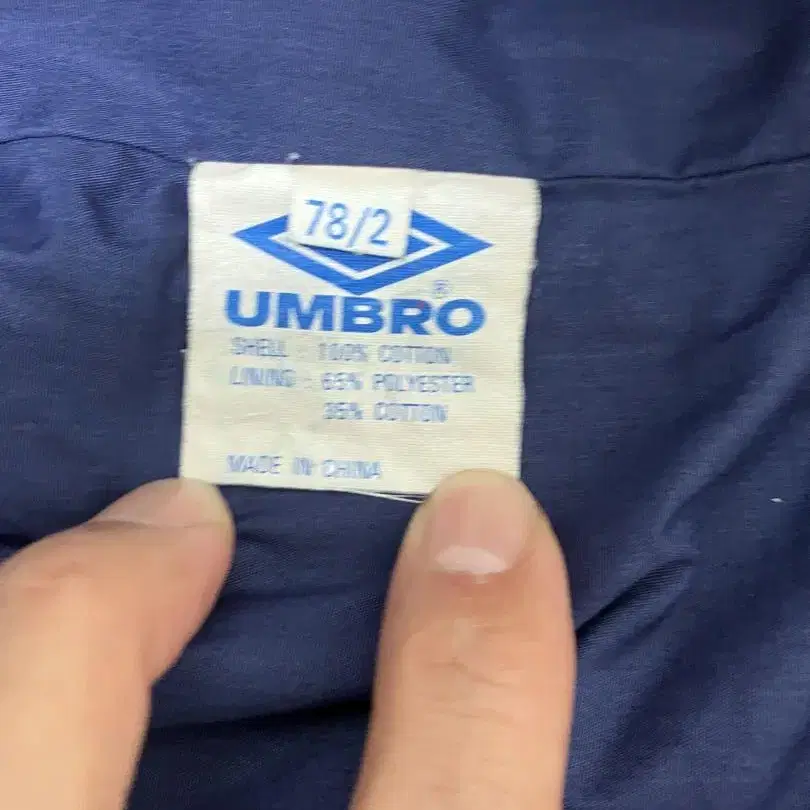 78/2
UMBRO®
SHELL : 100% COTTON
LINING : 65% POLYESTER
35% COTTON
MADE IN CHINA